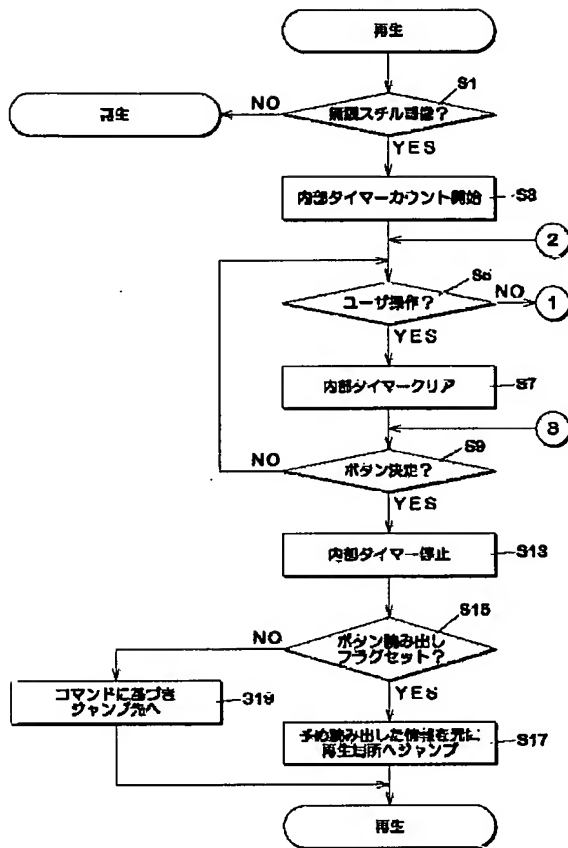 再生
S1
無限スチル画像?
NO
再生
YES
内部タイマーカウント開始
S3
2
S5
ユーザ操作?
NO
1
YES
内部タイマークリア
S7
3
S9
NO
ボタン決定?
YES
内部タイマー停止
S13
S15
NO
ボタン読み出し
フラグセット?
YES
コマンドに基づき
ジャンプ先へ
S19
予め読み出した情報を元に
再生箇所へジャンプ
S17
再生